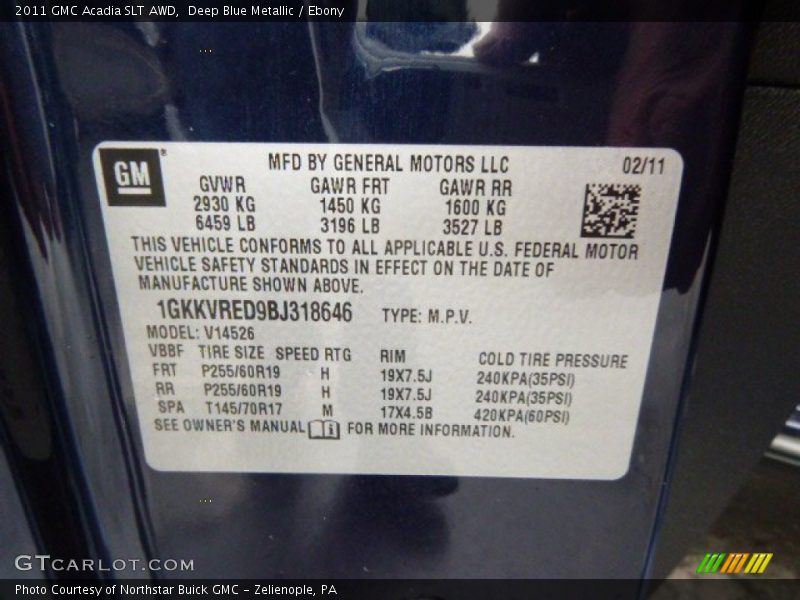 2011 GMC Acadia SLT AWD,  Deep Blue Metallic / Ebony
GM
MFD BY GENERAL MOTORS LLC 02/11
GVWR GAWR FRT GAWR RR
2930 KG 1450 KG 1600 KG
6459 LB 3196 LB 3527 LB
THIS VEHICLE CONFORMS TO ALL APPLICABLE U.S. FEDERAL MOTOR
VEHICLE SAFETY STANDARDS IN EFFECT ON THE DATE OF
MANUFACTURE SHOWN ABOVE.
1GKKVRED9BJ318646 TYPE: M.P.V.
MODEL: V14526
VBBF TIRE SIZE SPEED RTG RIM COLD TIRE PRESSURE
FRT P255/60R19 H 19X7.5J 240KPA(35PSI)
RR P255/60R19 H 19X7.5J 240KPA(35PSI)
SPA T145/70R17 M 17X4.5B 420KPA(60PSI)
SEE OWNER'S MANUAL FOR MORE INFORMATION.
GTCARLOT.COM
Photo Courtesy of Northstar Buick GMC - Zelienople, PA